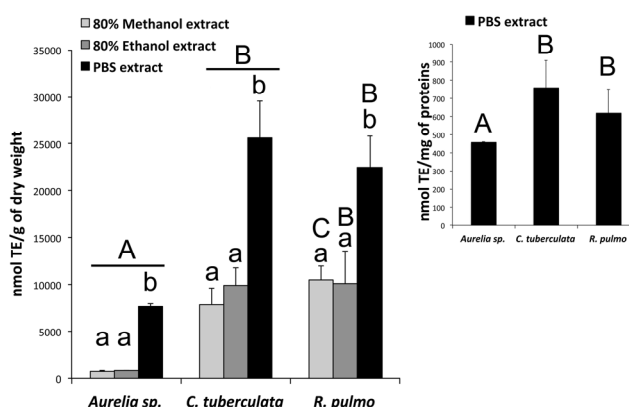 80% Methanol extract
80% Ethanol extract
PBS extract
nmol TE/g of dry weight
35000
30000
25000
20000
15000
10000
5000
0
A
a a b
B
a a b
C B B
a a b
Aurelia sp. C. tuberculata R. pulmo
PBS extract
nmol TE/mg of proteins
1000
900
800
700
600
500
400
300
200
100
0
A B B
Aurelia sp. C. tuberculata R. pulmo